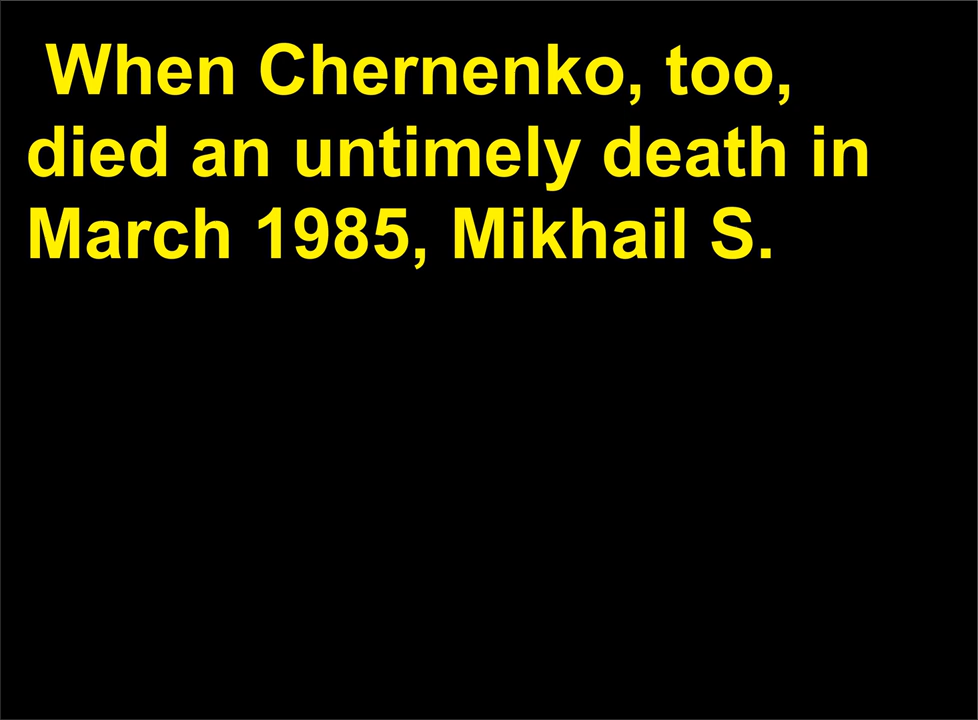 When Chernenko, too,
died an untimely death in
March 1985, Mikhail S.